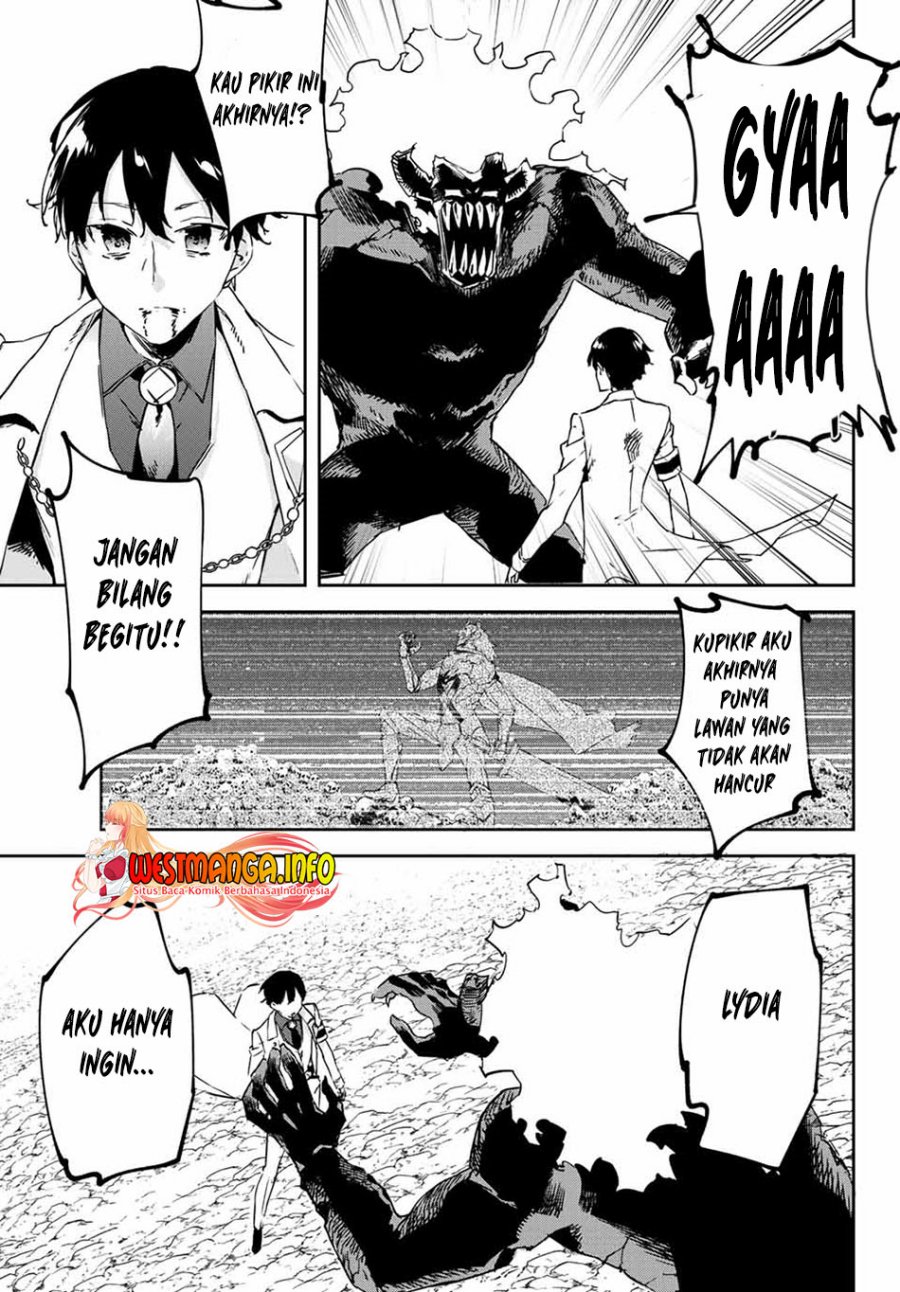 GYAA
AAAA
KAU PIKIR INI
AKHIRNYA!?
KUPIKIR AKU
AKHIRNYA
PUNYA
LAWAN YANG
TIDAK AKAN
HANCUR
JANGAN
BILANG
BEGITU!!
WESTMANGA.INFO
Situs Baca Komik Berbahasa Indonesia
LYDIA
AKU HANYA
INGIN...